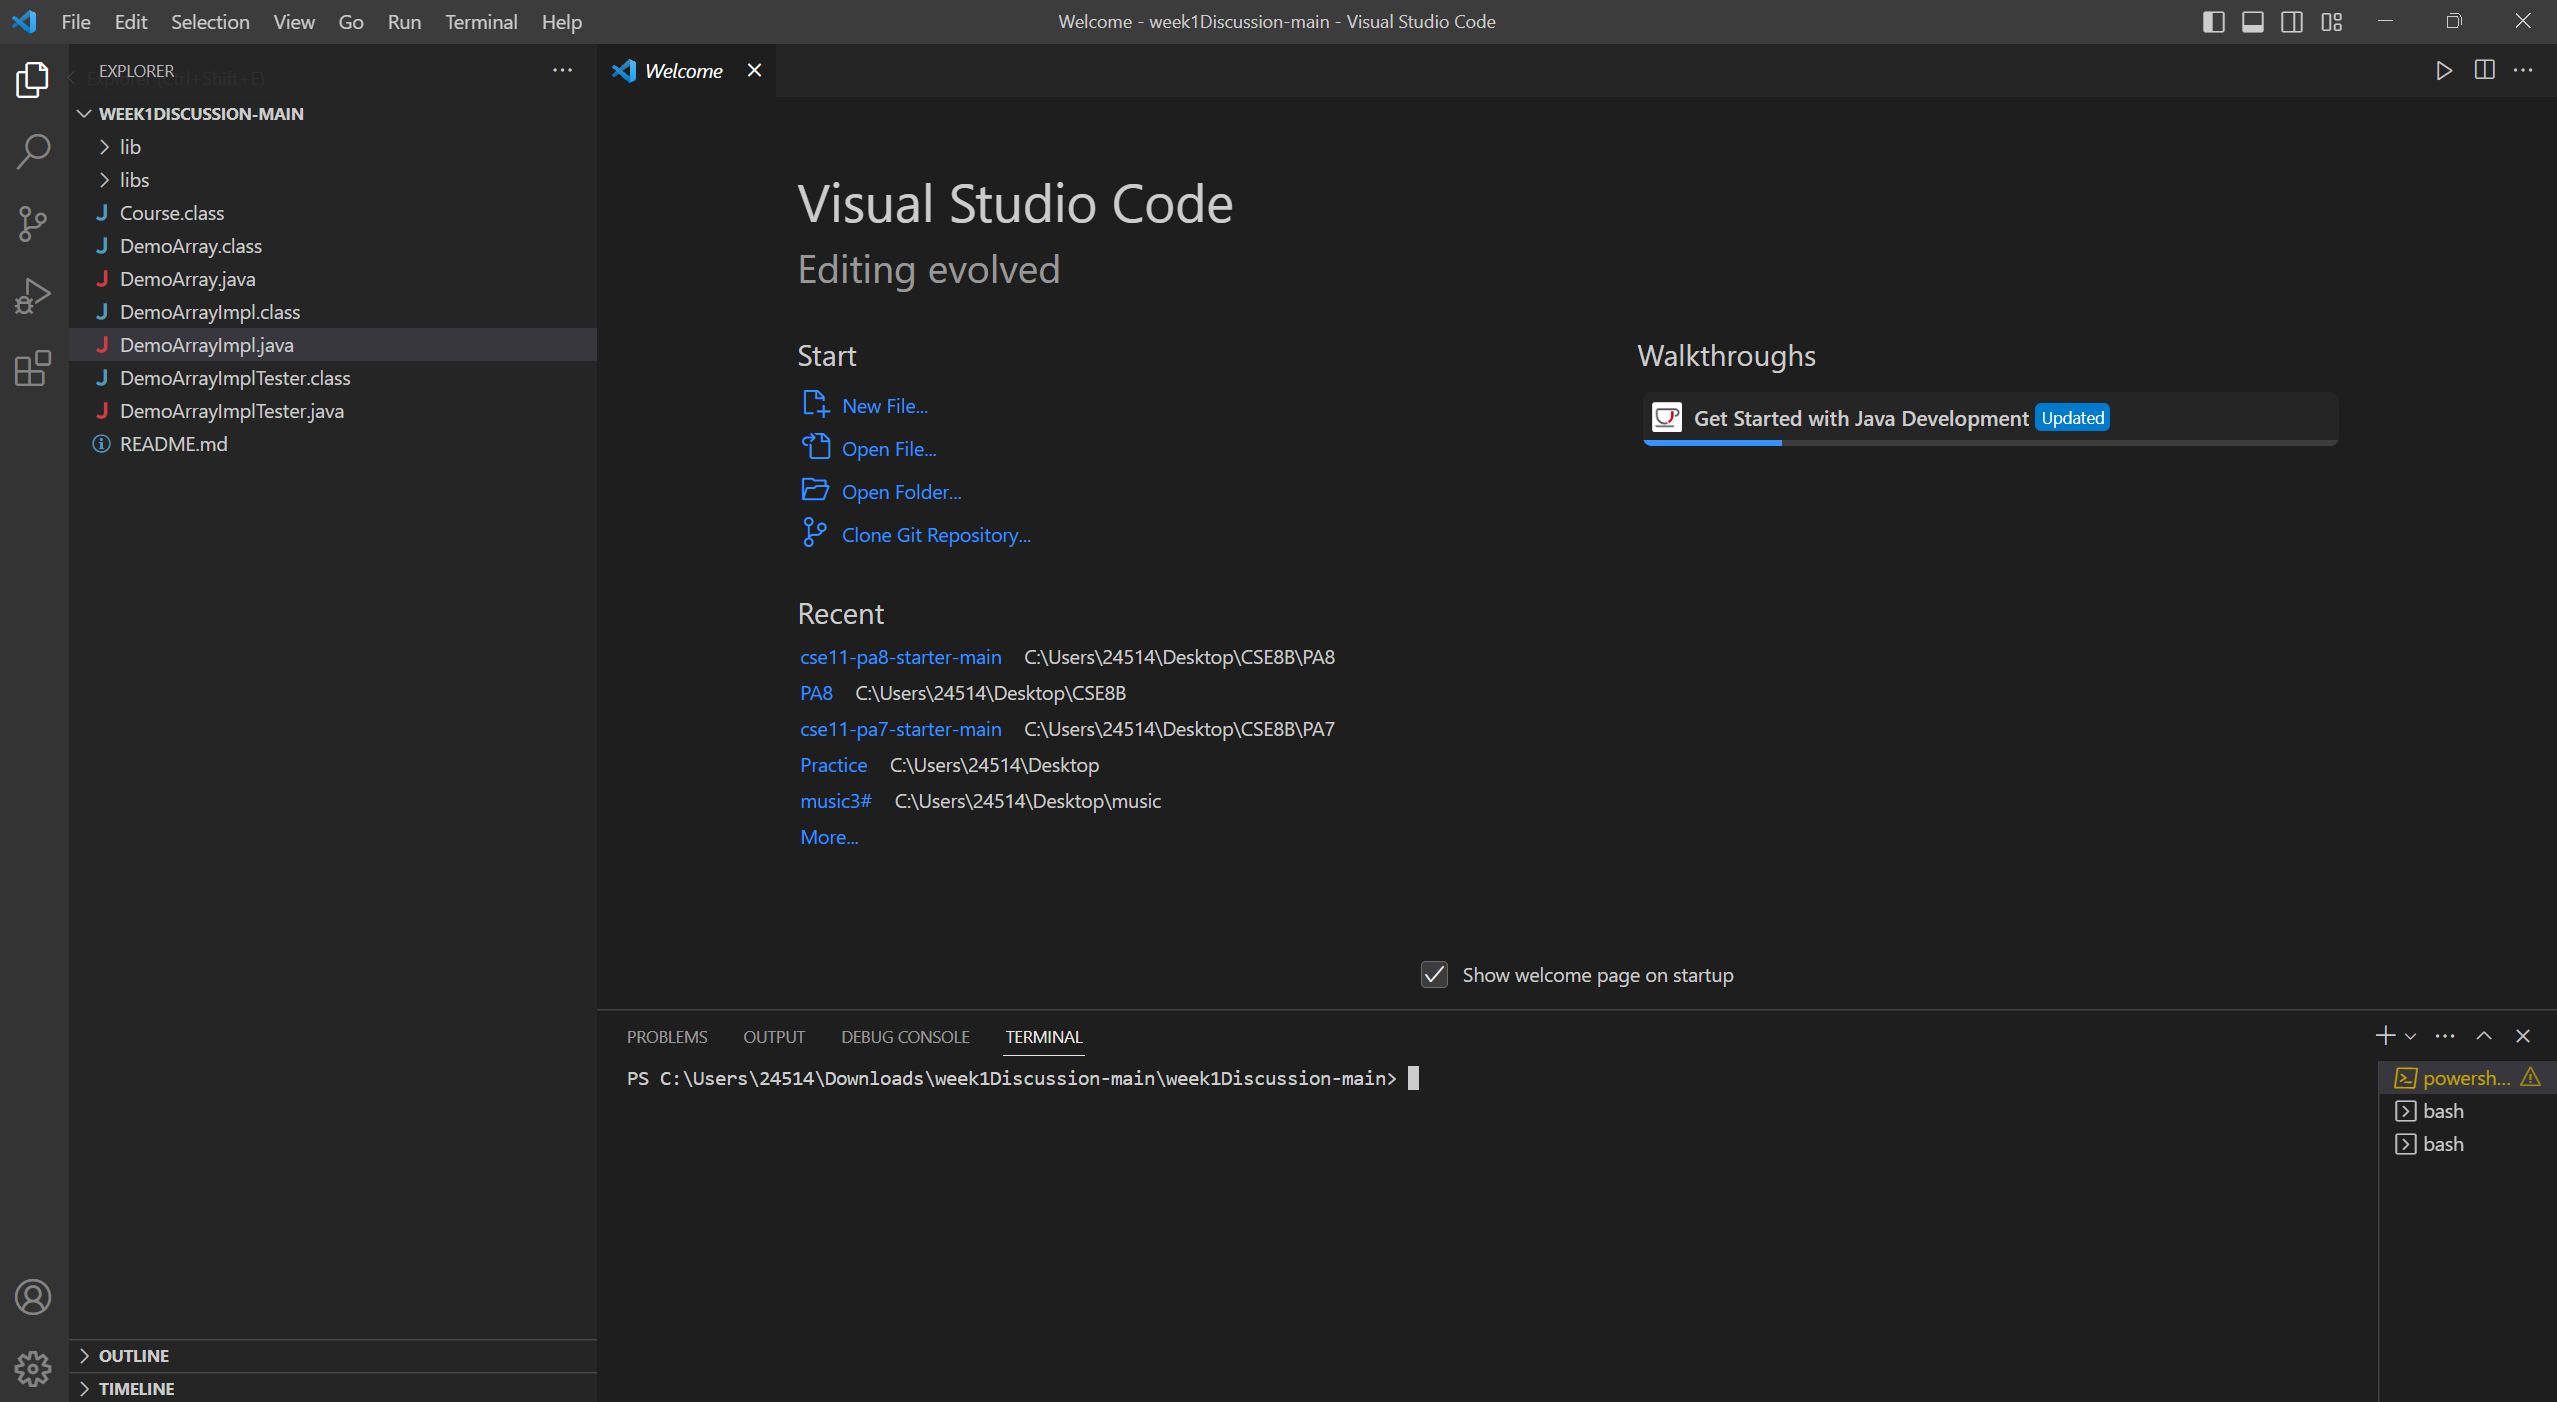 File Edit Selection View Go Run Terminal Help
Welcome - week1Discussion-main - Visual Studio Code
EXPLORER
Explorer (Ctrl+Shift+E)
WEEK1DISCUSSION-MAIN
lib
libs
Course.class
DemoArray.class
DemoArray.java
DemoArrayImpl.class
DemoArrayImpl.java
DemoArrayImplTester.class
DemoArrayImplTester.java
README.md
OUTLINE
TIMELINE
Welcome
Visual Studio Code
Editing evolved
Start
New File...
Open File...
Open Folder...
Clone Git Repository...
Recent
cse11-pa8-starter-main C:\Users\24514\Desktop\CSE8B\PA8
PA8 C:\Users\24514\Desktop\CSE8B
cse11-pa7-starter-main C:\Users\24514\Desktop\CSE8B\PA7
Practice C:\Users\24514\Desktop
music3# C:\Users\24514\Desktop\music
More...
Walkthroughs
Get Started with Java Development Updated
Show welcome page on startup
PROBLEMS OUTPUT DEBUG CONSOLE TERMINAL
PS C:\Users\24514\Downloads\week1Discussion-main\week1Discussion-main>
powersh...
bash
bash